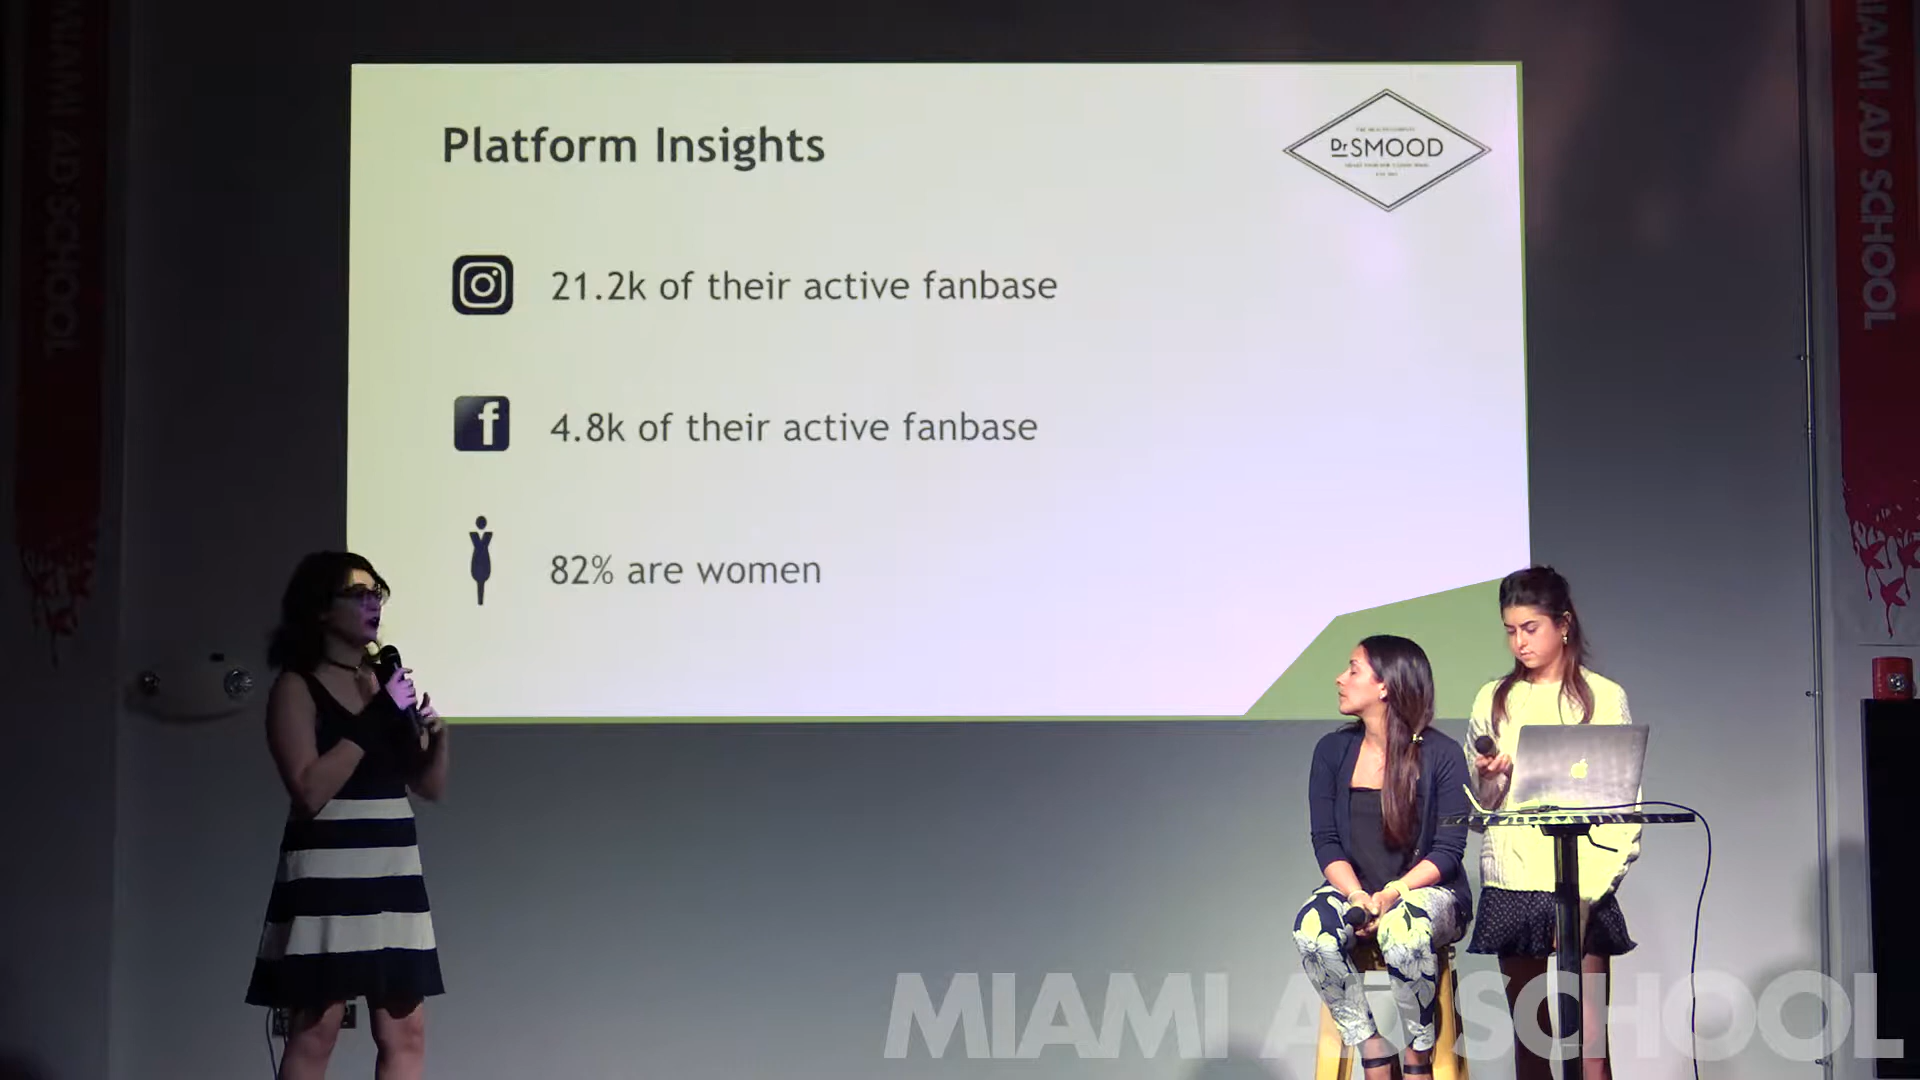 MIAMI AD SCHOOL
Platform Insights
Dr SMOOD
21.2k of their active fanbase
4.8k of their active fanbase
82% are women
MIAMI AD SCHOOL
MIAMI AD SCHOOL